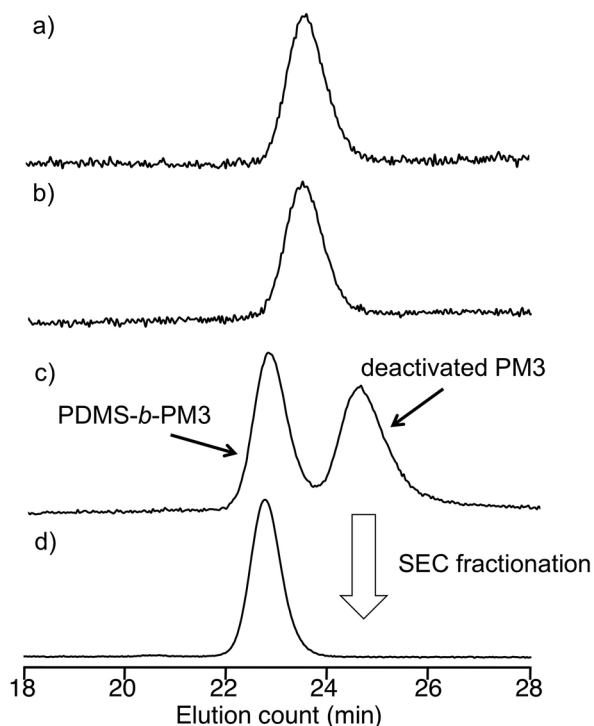 a)
b)
c)
deactivated PM3
PDMS-b-PM3
d)
SEC fractionation
18 20 22 24 26 28
Elution count (min)